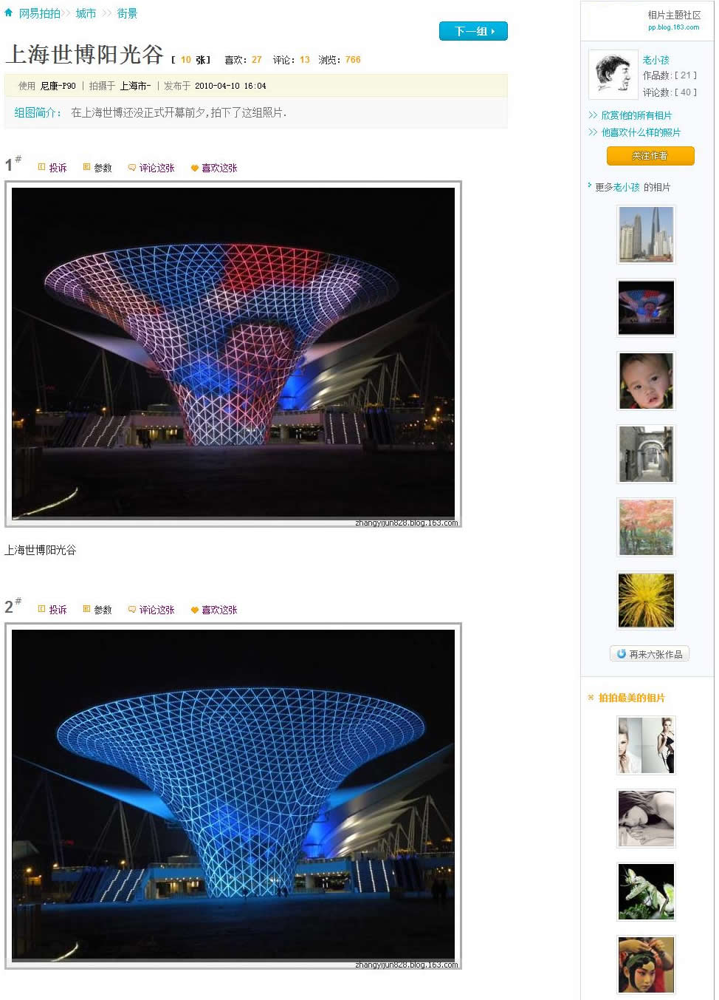 网易拍拍>> 城市 >> 街景
下一组
上海世博阳光谷 [ 10 张] 喜欢：27 评论：13 浏览：766
使用 尼康-P90 | 拍摄于 上海市- | 发布于 2010-04-10 16:04
组图简介： 在上海世博还没正式开幕前夕,拍下了这组照片.
1# 投诉 参数 评论这张 喜欢这张
zhangyijun828.blog.163.com
上海世博阳光谷
2# 投诉 参数 评论这张 喜欢这张
zhangyijun828.blog.163.com
相片主题社区
pp.blog.163.com
老小孩
作品数:[ 21 ]
评论数:[ 40 ]
>> 欣赏他的所有相片
>> 他喜欢什么样的照片
关注作者
更多老小孩 的相片
再来六张作品
拍拍最美的相片